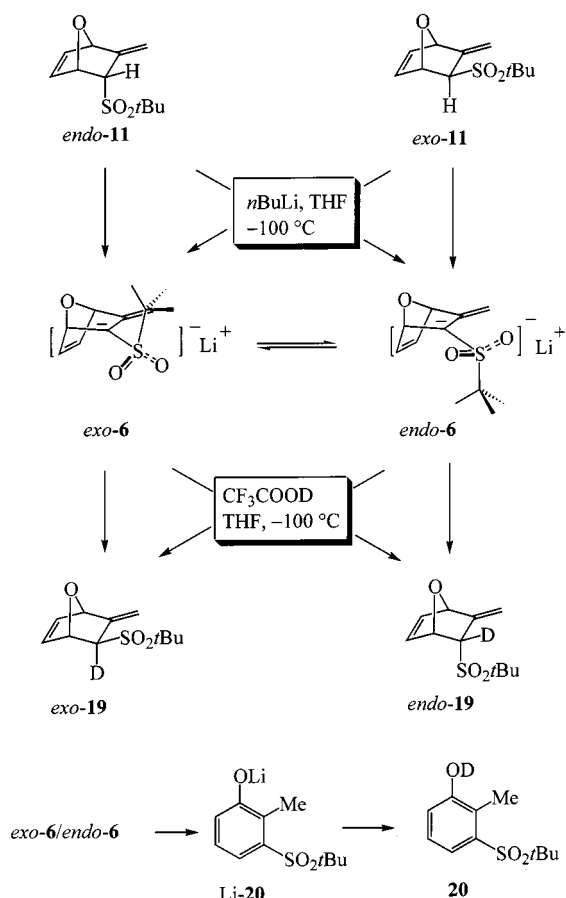 O O
H SO₂tBu
SO₂tBu H
endo-11 exo-11
nBuLi, THF
−100 °C
O O
[ ]⁻Li⁺ [ ]⁻Li⁺
O S O O S O
exo-6 endo-6
CF₃COOD
THF, −100 °C
O O
SO₂tBu D
D SO₂tBu
exo-19 endo-19
OLi OD
Me Me
exo-6/endo-6
SO₂tBu SO₂tBu
Li-20 20